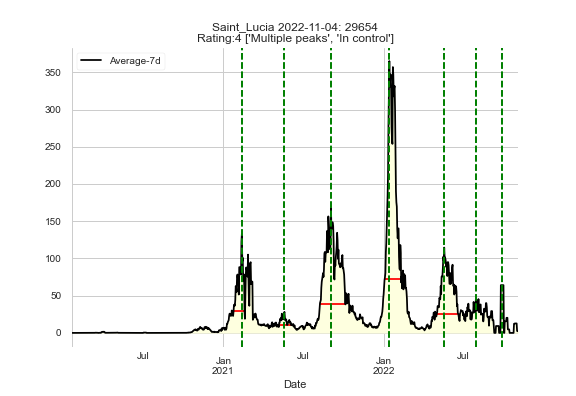 Saint_Lucia 2022-11-04: 29654
Rating:4 ['Multiple peaks', 'In control']
Average-7d
350
300
250
200
150
100
50
0
Jul
Jan
2021
Jul
Jan
2022
Jul
Date